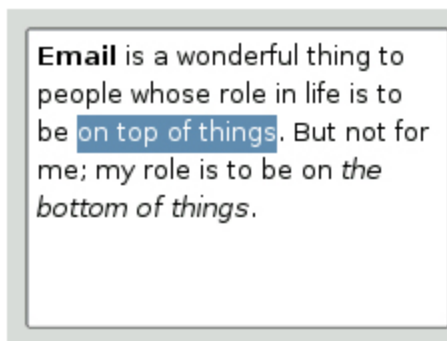 Email is a wonderful thing to
people whose role in life is to
be on top of things. But not for
me; my role is to be on the
bottom of things.